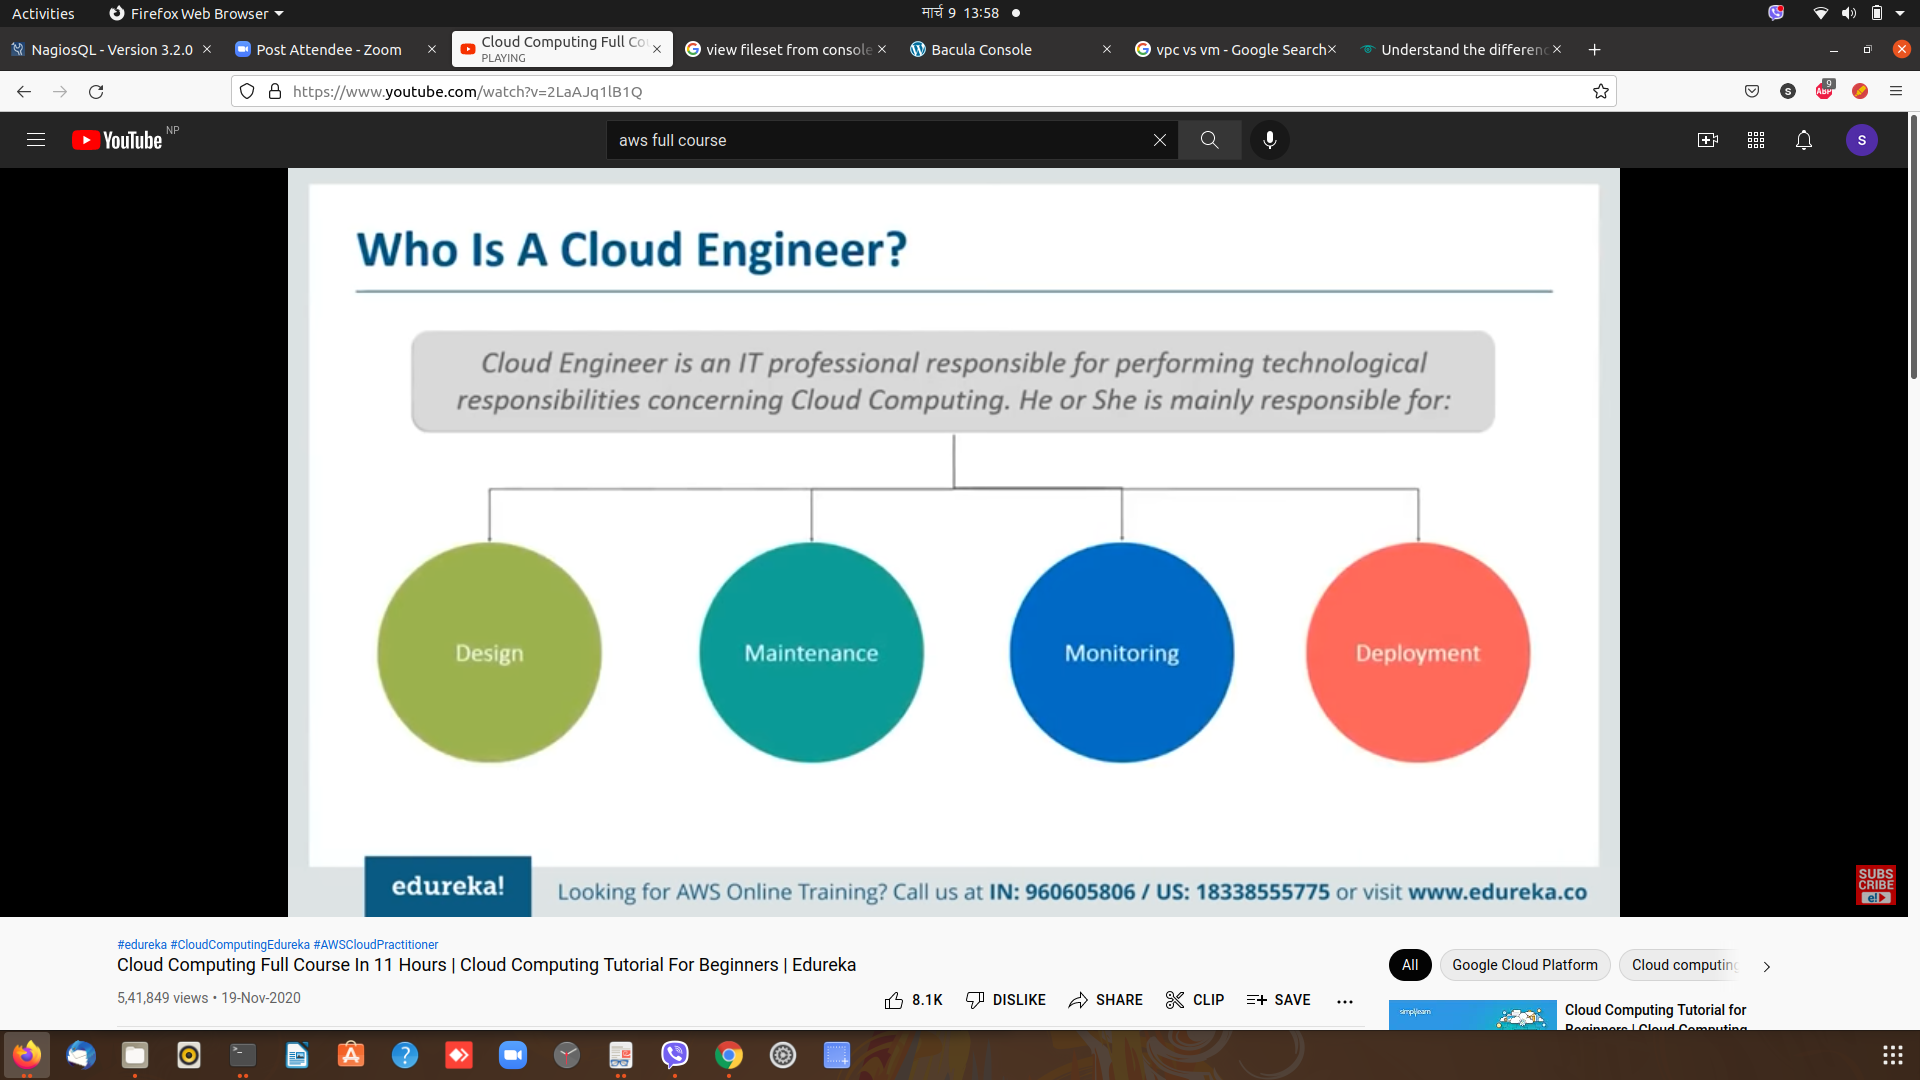 Activities
Firefox Web Browser
मार्च 9 13:58
NagiosQL - Version 3.2.0
Post Attendee - Zoom
Cloud Computing Full Co
PLAYING
view fileset from console
Bacula Console
vpc vs vm - Google Search
Understand the differenc
https://www.youtube.com/watch?v=2LaAJq1lB1Q
S
ABP
9
YouTube NP
aws full course
S
Who Is A Cloud Engineer?
Cloud Engineer is an IT professional responsible for performing technological
responsibilities concerning Cloud Computing. He or She is mainly responsible for:
Design
Maintenance
Monitoring
Deployment
edureka!
Looking for AWS Online Training? Call us at IN: 960605806 / US: 18338555775 or visit www.edureka.co
SUBS
CRIBE
e!
#edureka #CloudComputingEdureka #AWSCloudPractitioner
Cloud Computing Full Course In 11 Hours | Cloud Computing Tutorial For Beginners | Edureka
5,41,849 views • 19-Nov-2020
8.1K
DISLIKE
SHARE
CLIP
SAVE
All
Google Cloud Platform
Cloud computing
simplilearn
Cloud Computing Tutorial for
Beginners | Cloud Computing